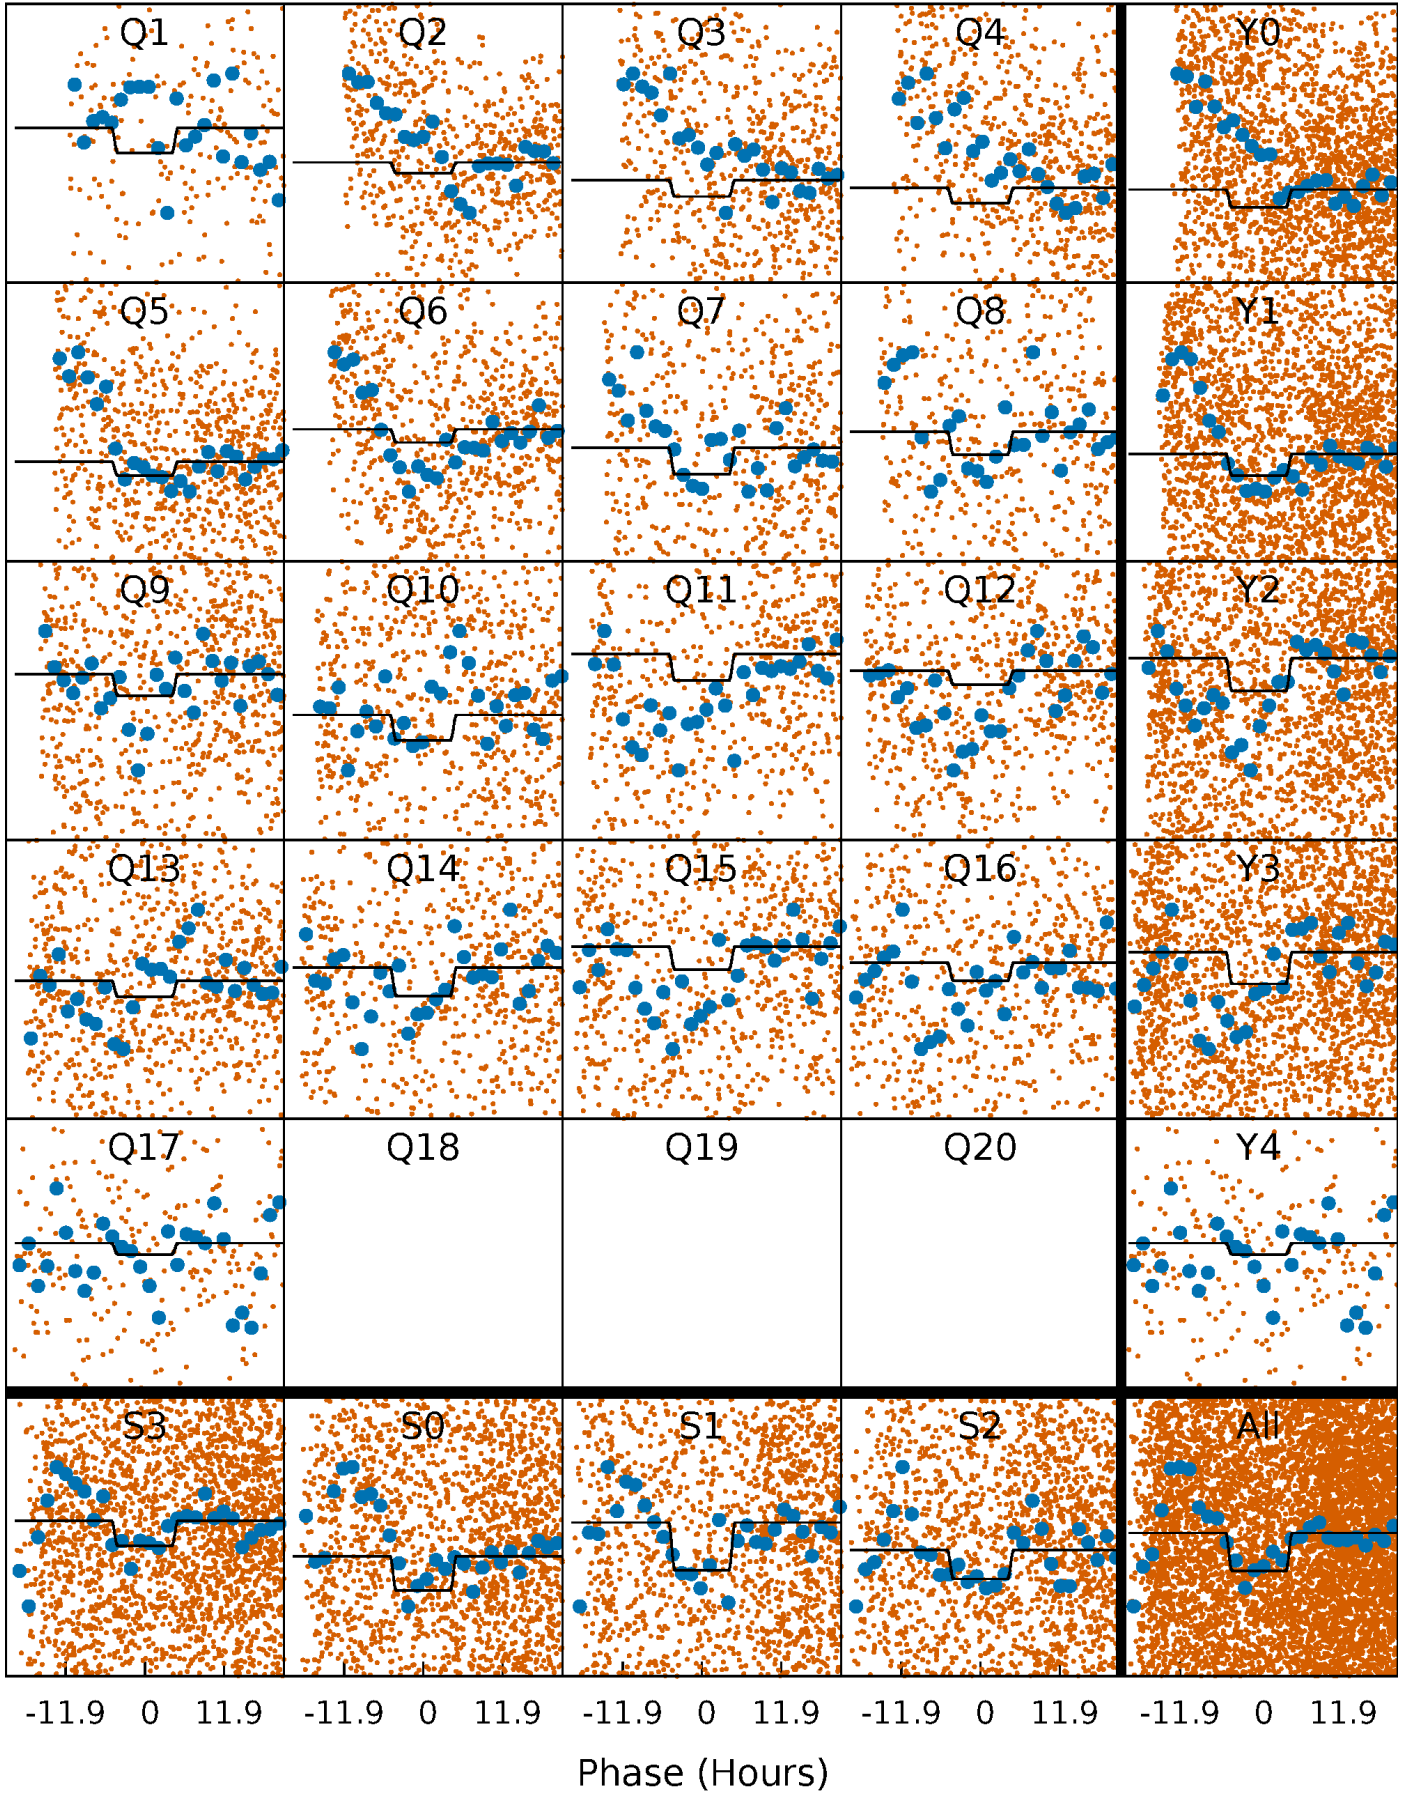 Q1 Q2 Q3 Q4 Y0
Q5 Q6 Q7 Q8 Y1
Q9 Q10 Q11 Q12 Y2
Q13 Q14 Q15 Q16 Y3
Q17 Q18 Q19 Q20 Y4
S3 S0 S1 S2 All
-11.9 0 11.9 -11.9 0 11.9 -11.9 0 11.9 -11.9 0 11.9 -11.9 0 11.9
Phase (Hours)